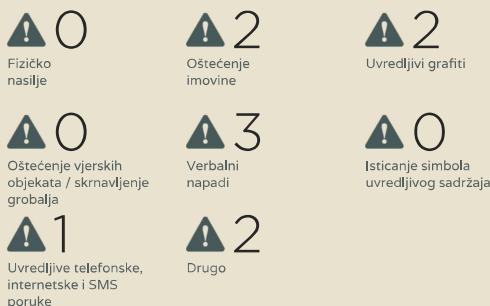 0
Fizičko
nasilje
2
Oštećenje
imovine
2
Uvredljivi grafiti
0
Oštećenje vjerskih
objekata / skrnavljenje
grobalja
3
Verbalni
napadi
0
Isticanje simbola
uvredljivog sadržaja
1
Uvredljive telefonske,
internetske i SMS
poruke
2
Drugo